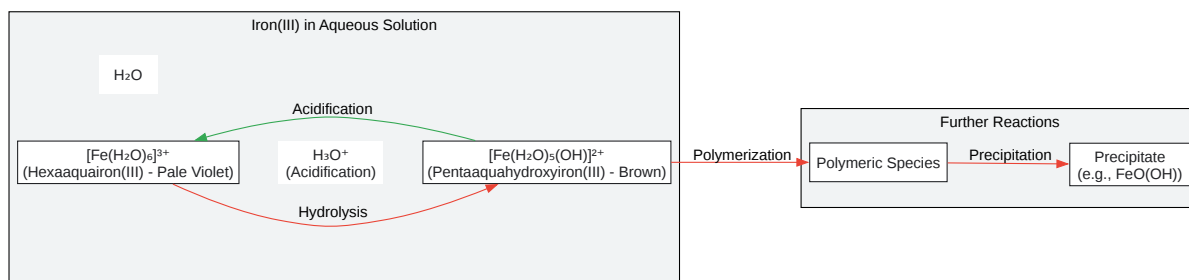 Iron(III) in Aqueous Solution
H₂O
Acidification
[Fe(H₂O)₆]³⁺
(Hexaaquairon(III) - Pale Violet)
H₃O⁺
(Acidification)
[Fe(H₂O)₅(OH)]²⁺
(Pentaaquahydroxyiron(III) - Brown)
Hydrolysis
Polymerization
Further Reactions
Polymeric Species
Precipitation
Precipitate
(e.g., FeO(OH))